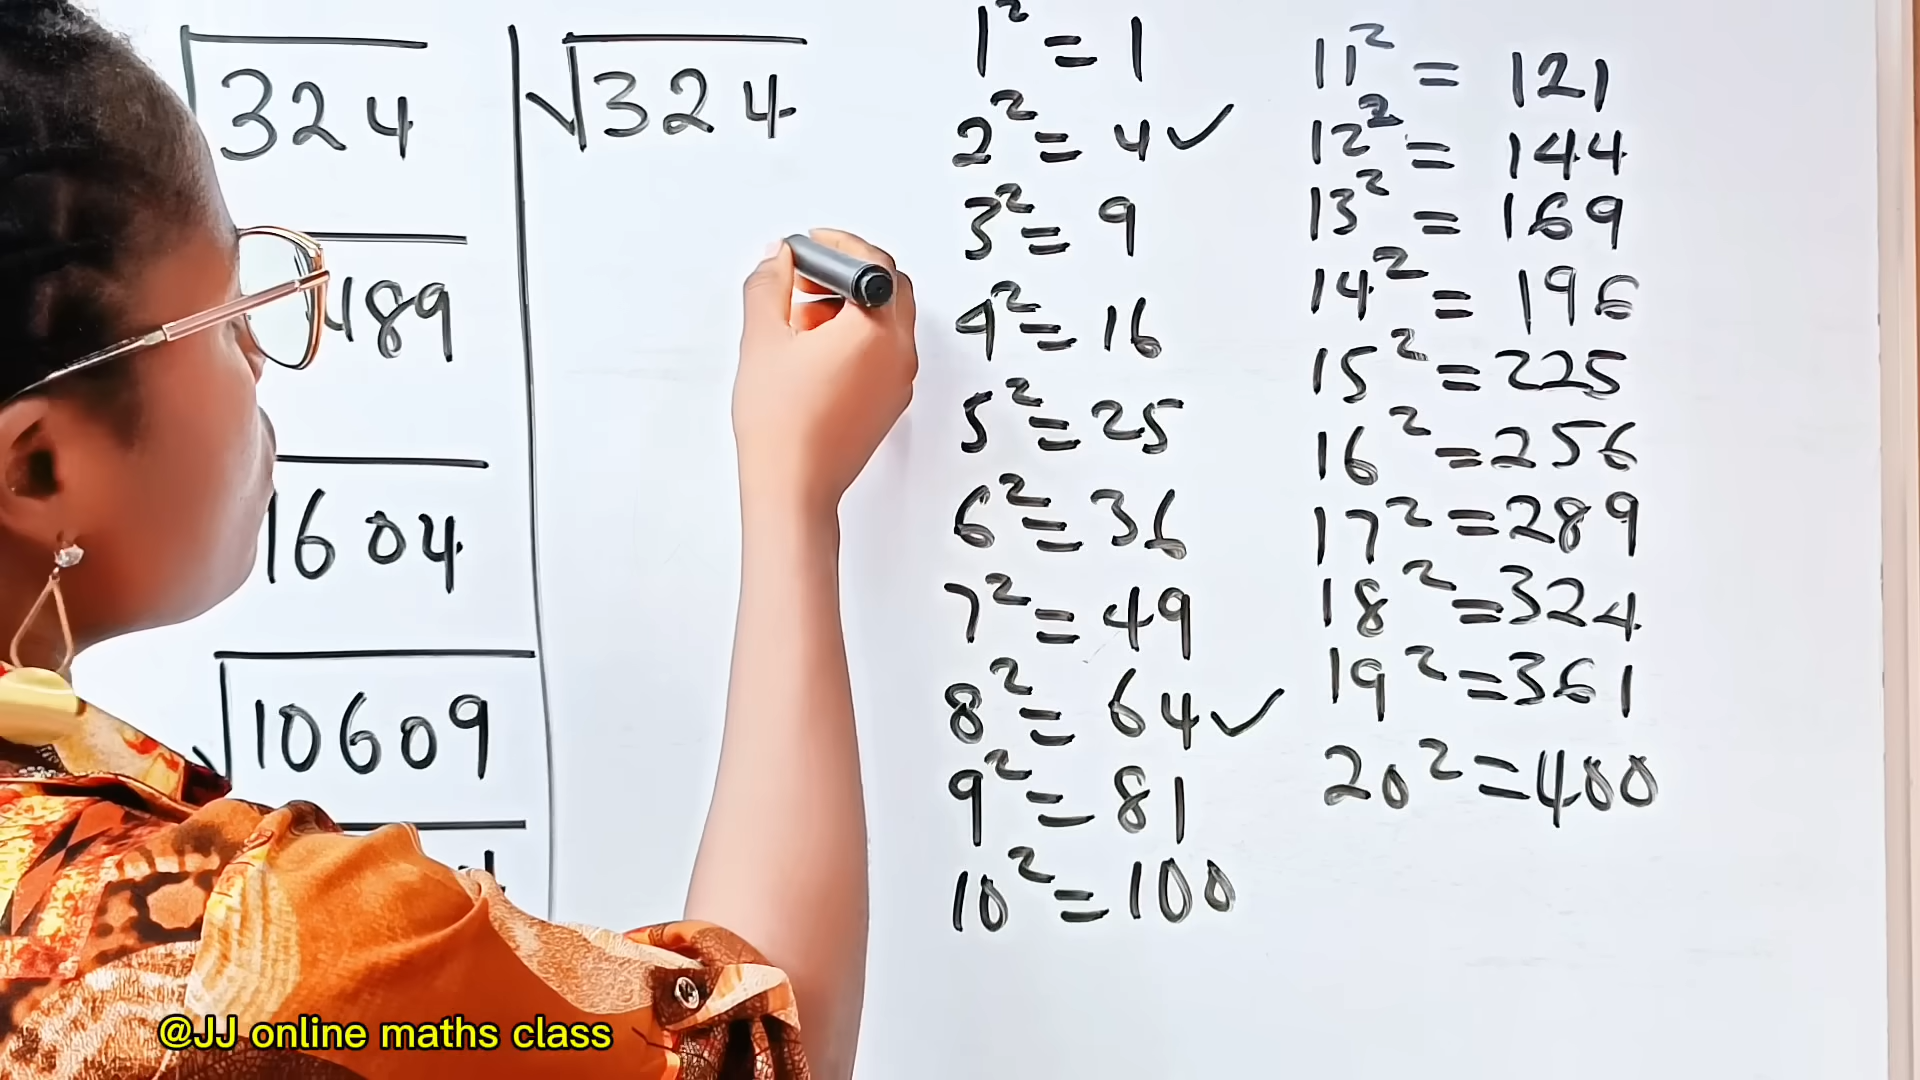 √324
189
1604
√10609
√324
1² = 1
2² = 4 ✓
3² = 9
4² = 16
5² = 25
6² = 36
7² = 49
8² = 64 ✓
9² = 81
10² = 100
11² = 121
12² = 144
13² = 169
14² = 196
15² = 225
16² = 256
17² = 289
18² = 324
19² = 361
20² = 400
@JJ online maths class